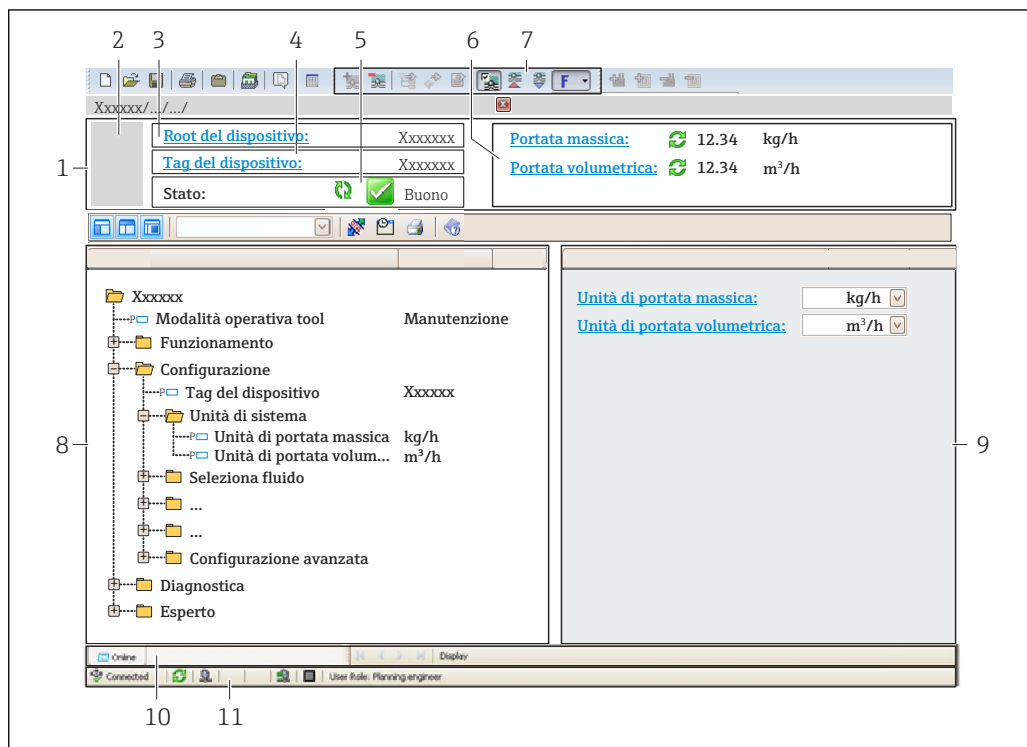 2 3 4 5 6 7
F
Xxxxxx/.../.../
1
Root del dispositivo: Xxxxxxx
Tag del dispositivo: Xxxxxxx
Stato: Buono
Portata massica: 12.34 kg/h
Portata volumetrica: 12.34 m³/h
Xxxxxx
P Modalità operativa tool Manutenzione
Funzionamento
Configurazione
P Tag del dispositivo Xxxxxx
Unità di sistema
P Unità di portata massica kg/h
P Unità di portata volum... m³/h
Seleziona fluido
...
...
Configurazione avanzata
Diagnostica
Esperto
8
Unità di portata massica: kg/h
Unità di portata volumetrica: m³/h
9
Online Display
Connected User Role: Planning engineer
10 11